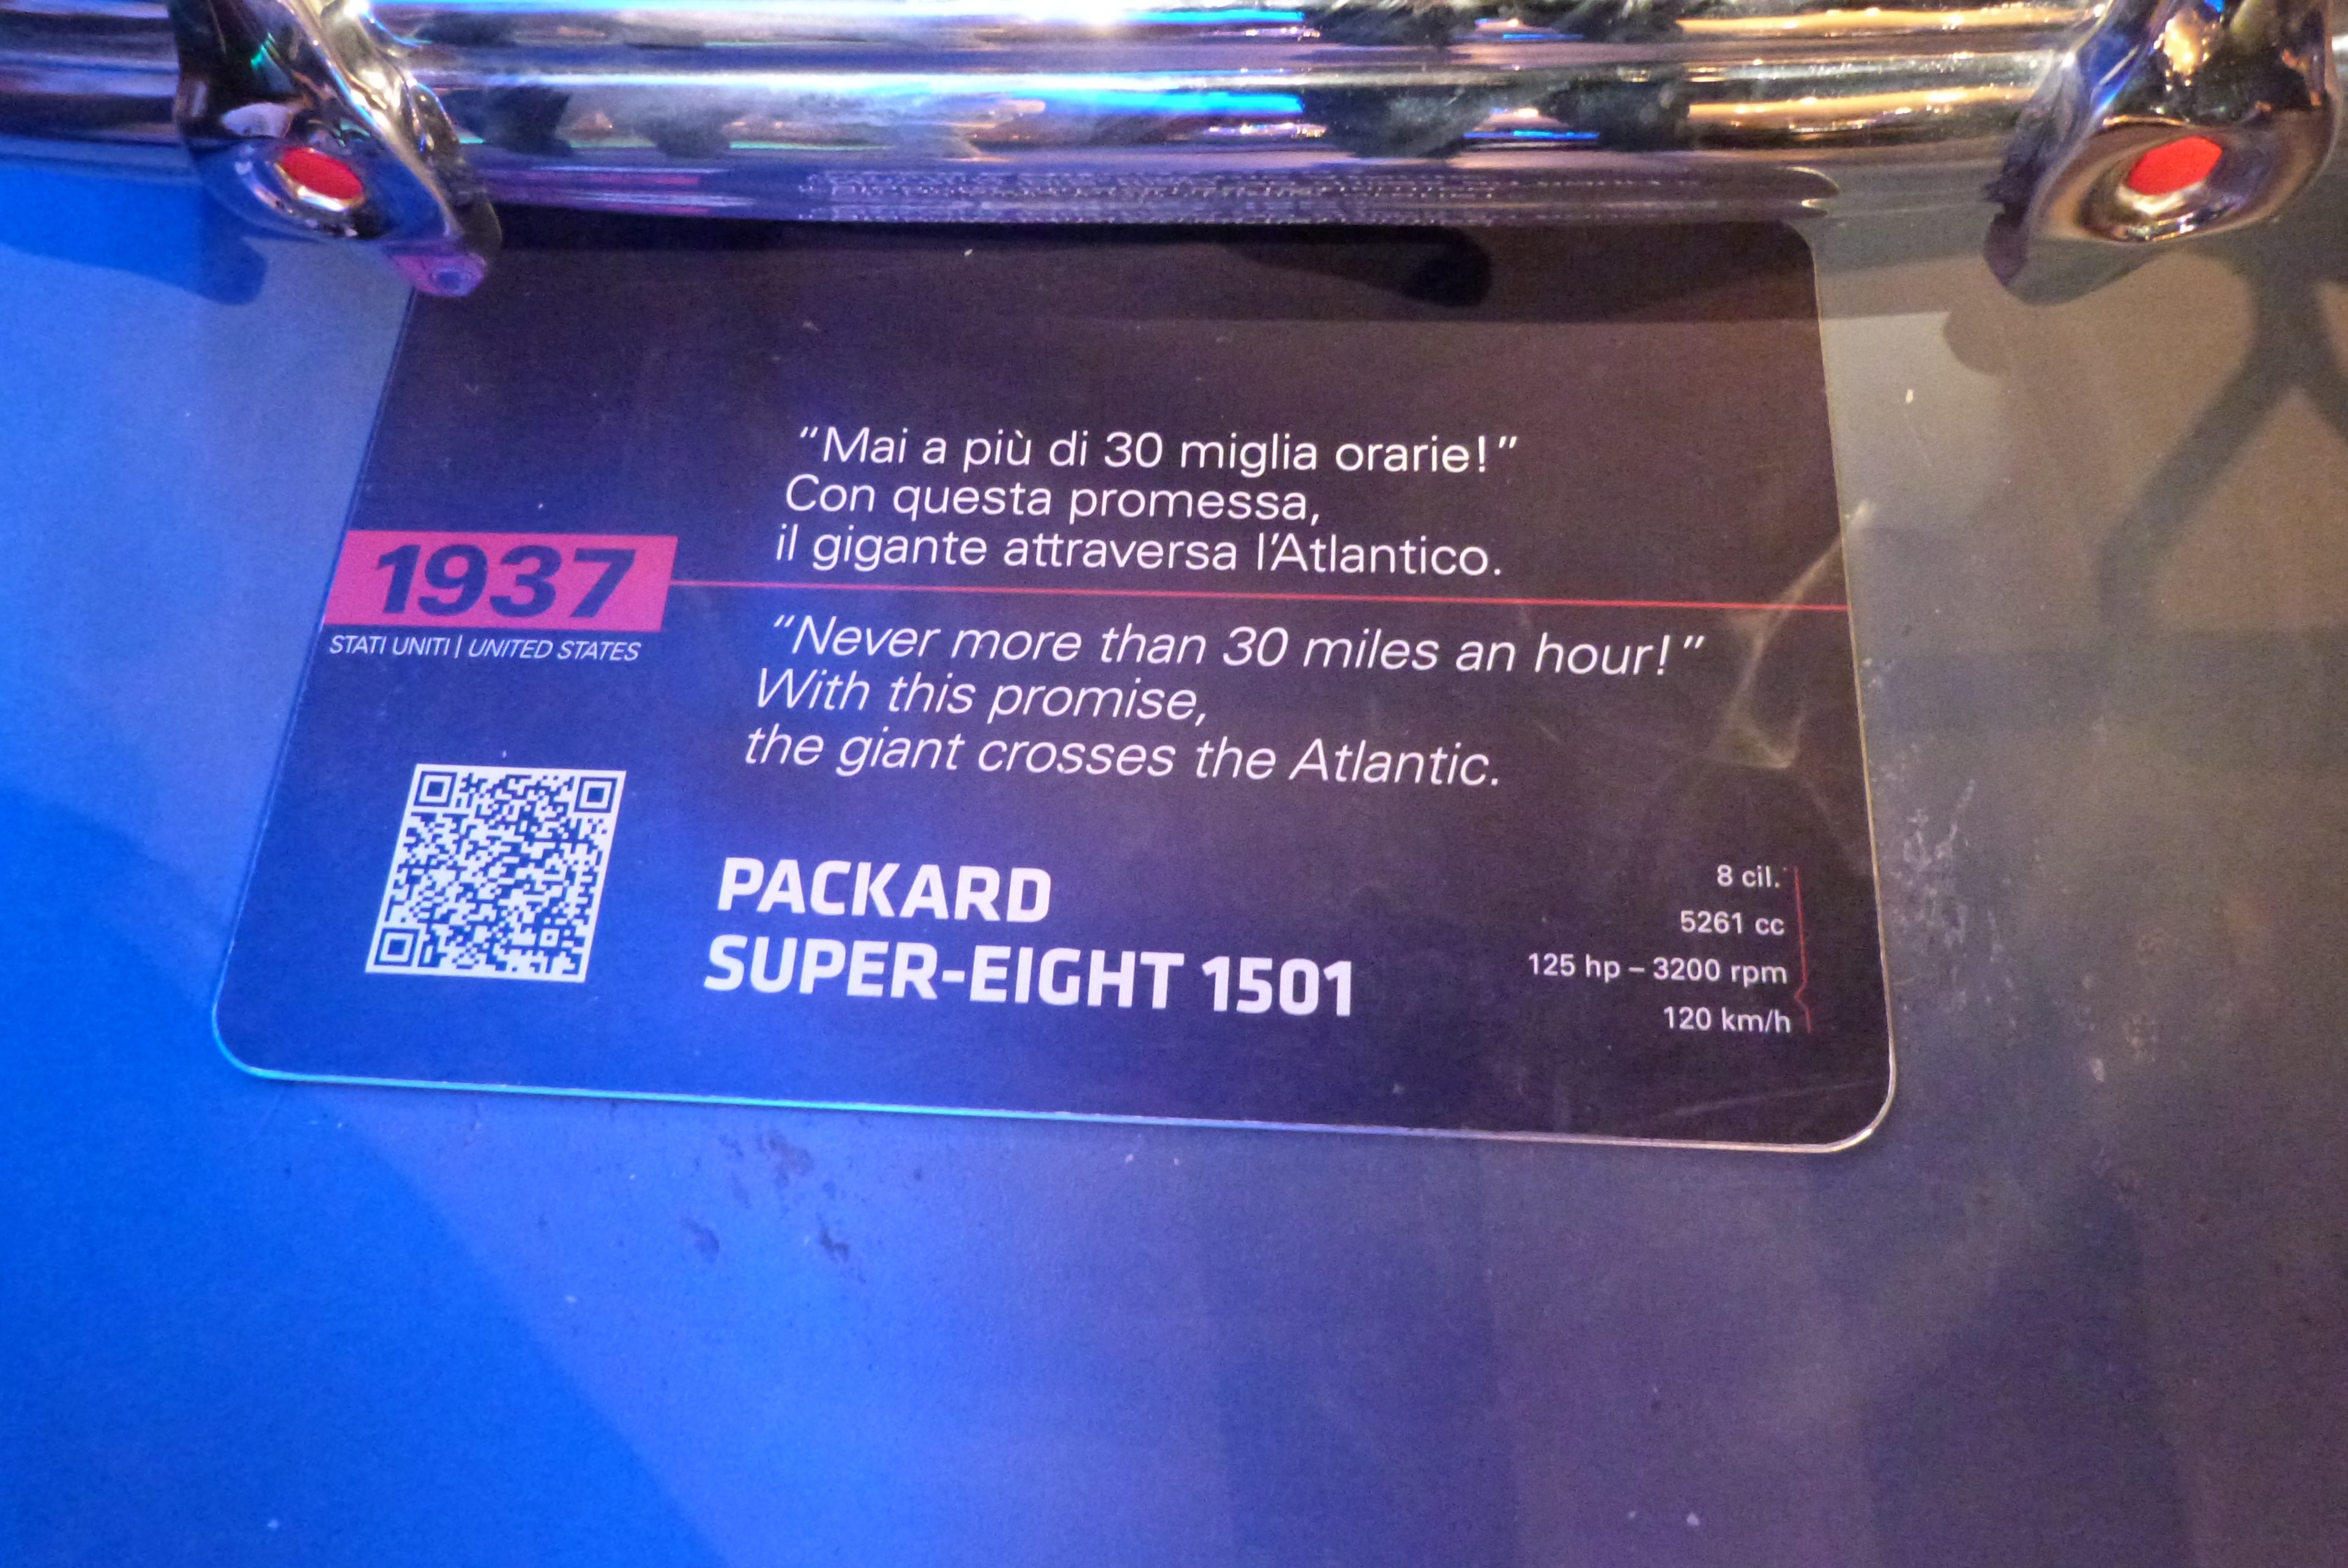 “Mai a più di 30 miglia orarie!”
Con questa promessa,
il gigante attraversa l’Atlantico.
1937
STATI UNITI | UNITED STATES
“Never more than 30 miles an hour!”
With this promise,
the giant crosses the Atlantic.
PACKARD
SUPER-EIGHT 1501
8 cil.
5261 cc
125 hp – 3200 rpm
120 km/h